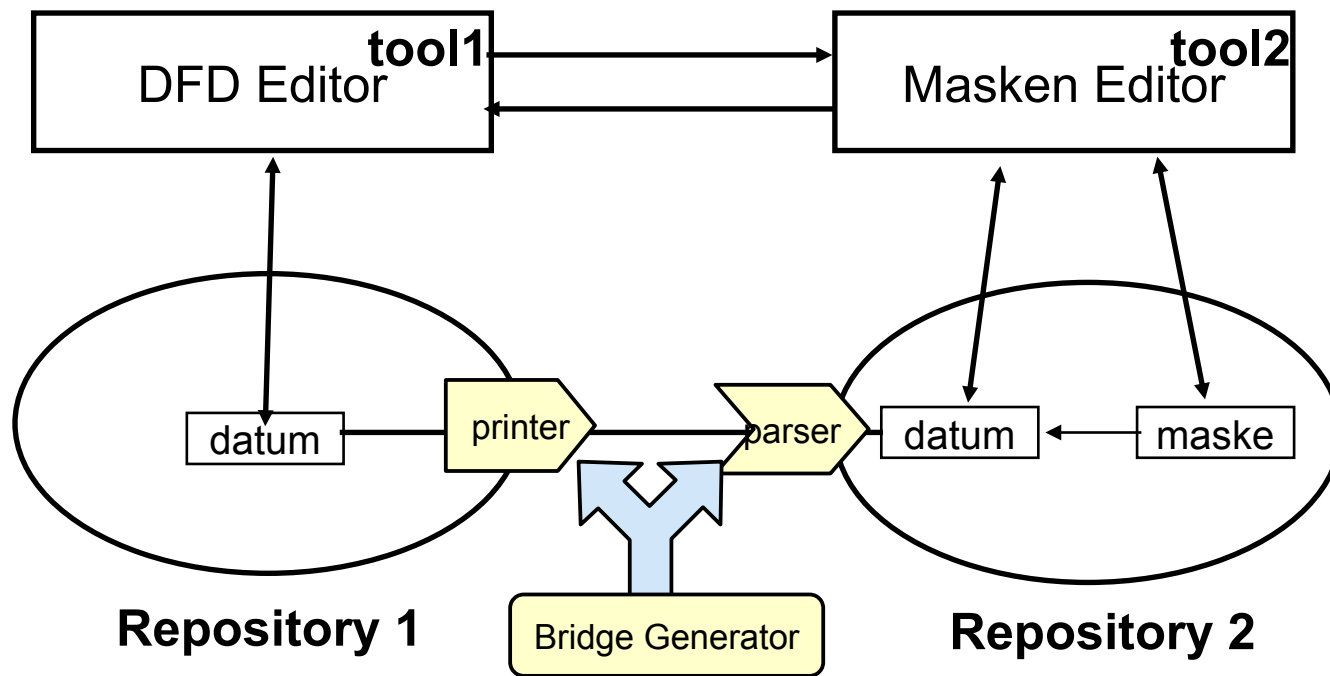 tool1
DFD Editor
tool2
Masken Editor
datum
printer
parser
datum
maske
Repository 1
Bridge Generator
Repository 2